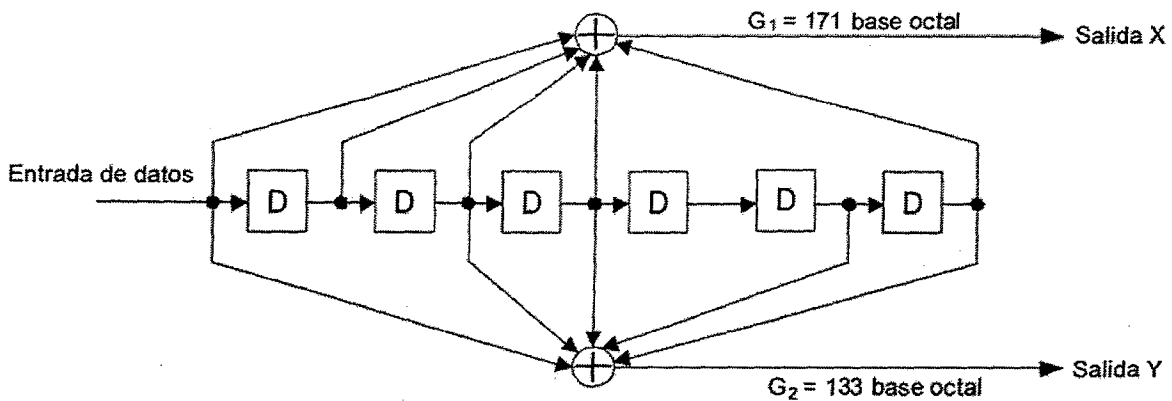 G₁ = 171 base octal
Salida X
Entrada de datos
D D D D D D
G₂ = 133 base octal
Salida Y